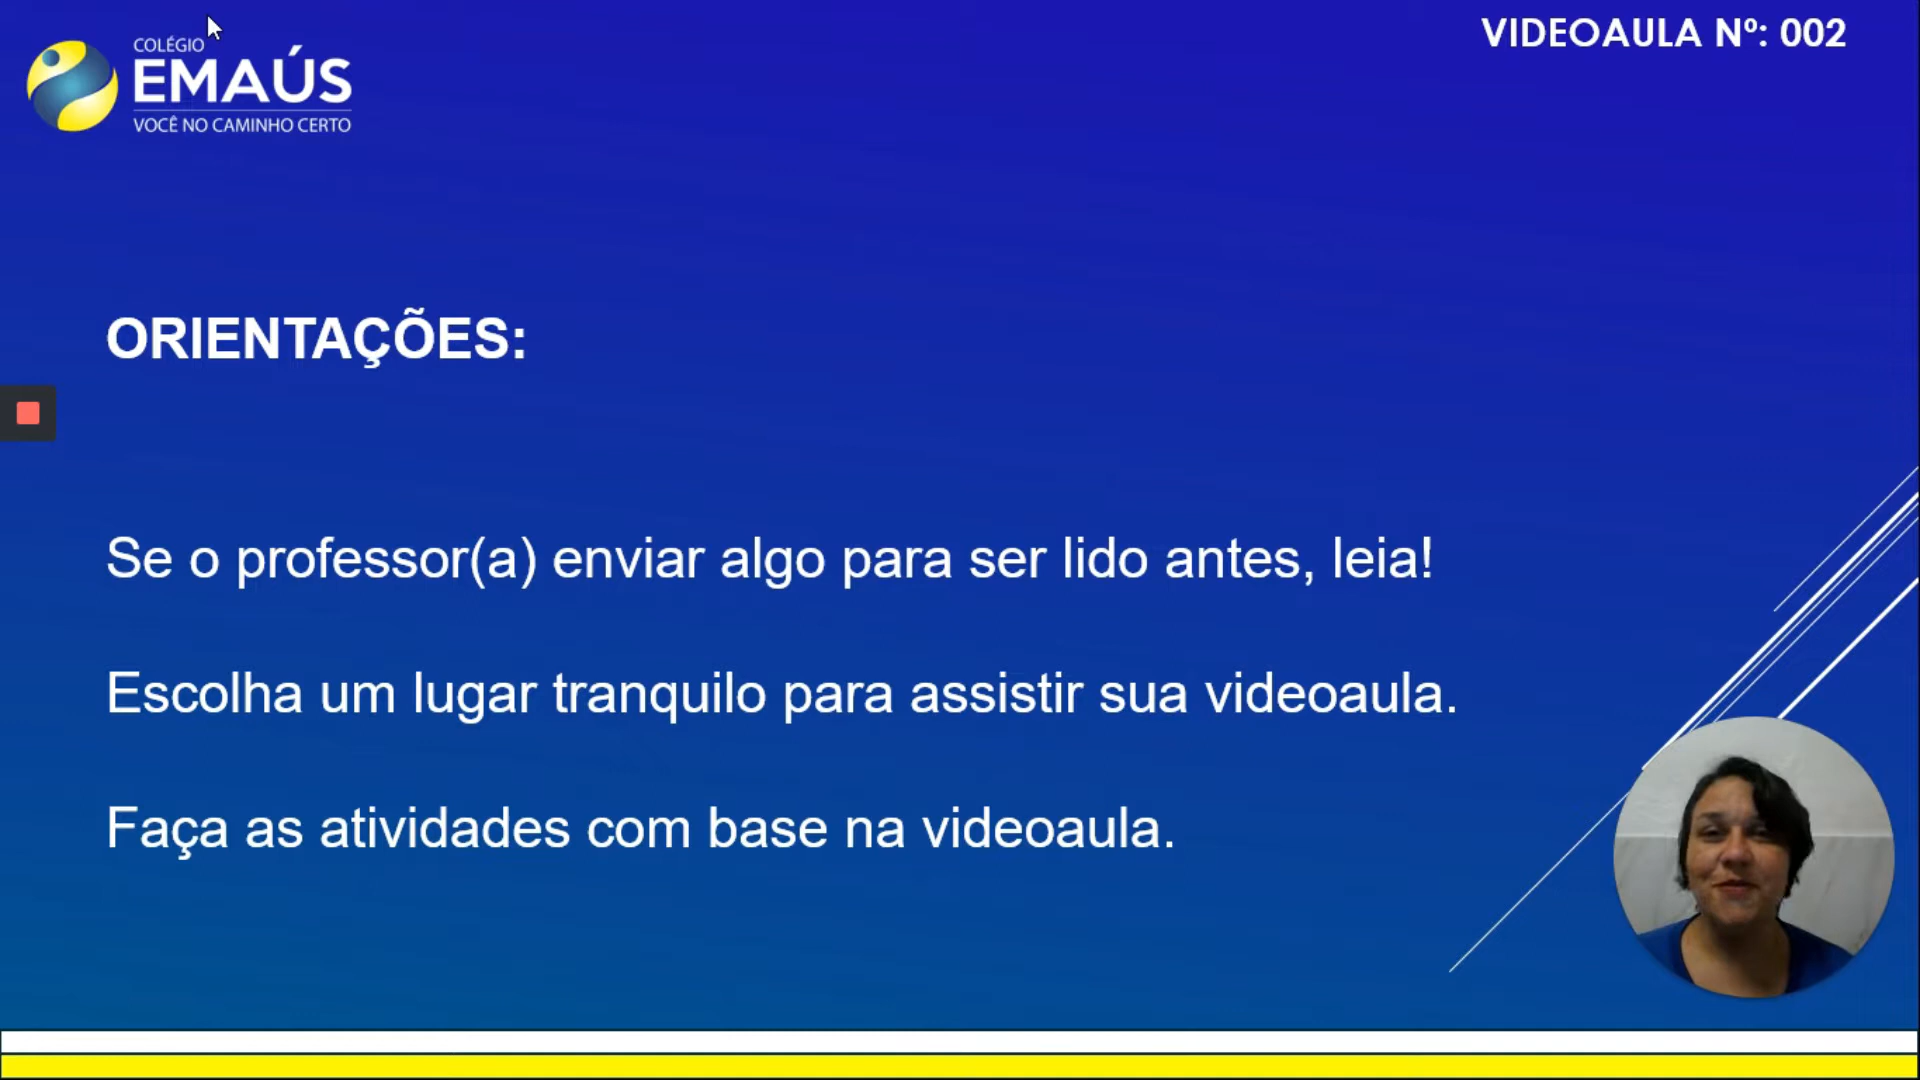 COLÉGIO
EMAÚS
VOCÊ NO CAMINHO CERTO
VIDEOAULA Nº: 002
ORIENTAÇÕES:
Se o professor(a) enviar algo para ser lido antes, leia!
Escolha um lugar tranquilo para assistir sua videoaula.
Faça as atividades com base na videoaula.